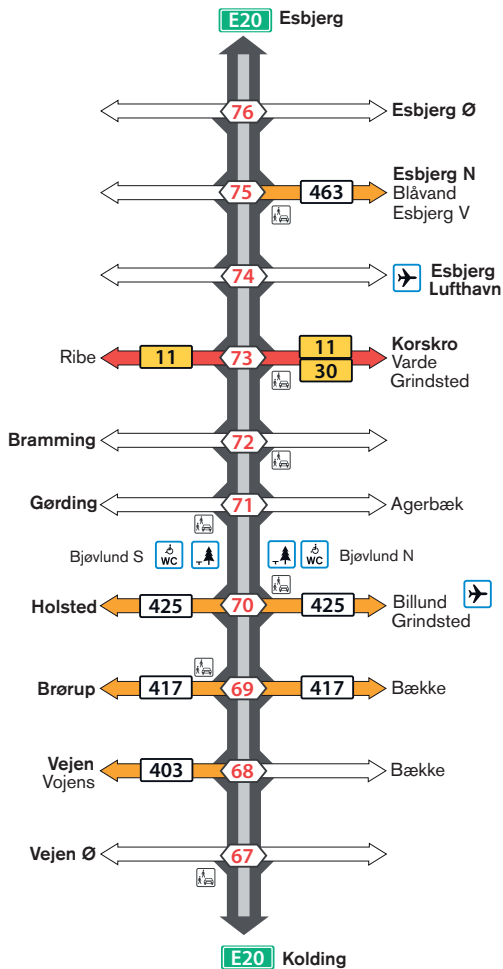 E20 Esbjerg
76 Esbjerg Ø
75 463 Esbjerg N
Blåvand
Esbjerg V
74 Esbjerg
Lufthavn
Ribe 11 73 11 Korskro
30 Varde
Grindsted
Bramming 72
Gørding 71 Agerbæk
Bjøvlund S WC WC Bjøvlund N
Holsted 425 70 425 Billund
Grindsted
Brørup 417 69 417 Bække
Vejen 403 68 Bække
Vojens
Vejen Ø 67
E20 Kolding